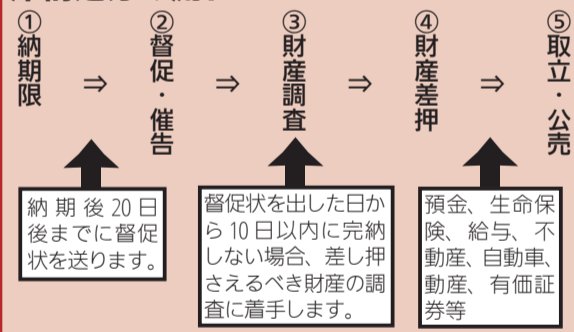 ①納期限
⇒
②督促・催告
⇒
③財産調査
⇒
④財産差押
⇒
⑤取立・公売
納期後20日
後までに督促
状を送ります。
督促状を出した日か
ら10日以内に完納
しない場合、差し押
さえるべき財産の調
査に着手します。
預金、生命保
険、給与、不
動産、自動車、
動産、有価証
券等